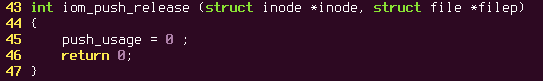 43 int iom_push_release (struct inode *inode, struct file *filep)
44 {
45     push_usage = 0 ;
46     return 0;
47 }